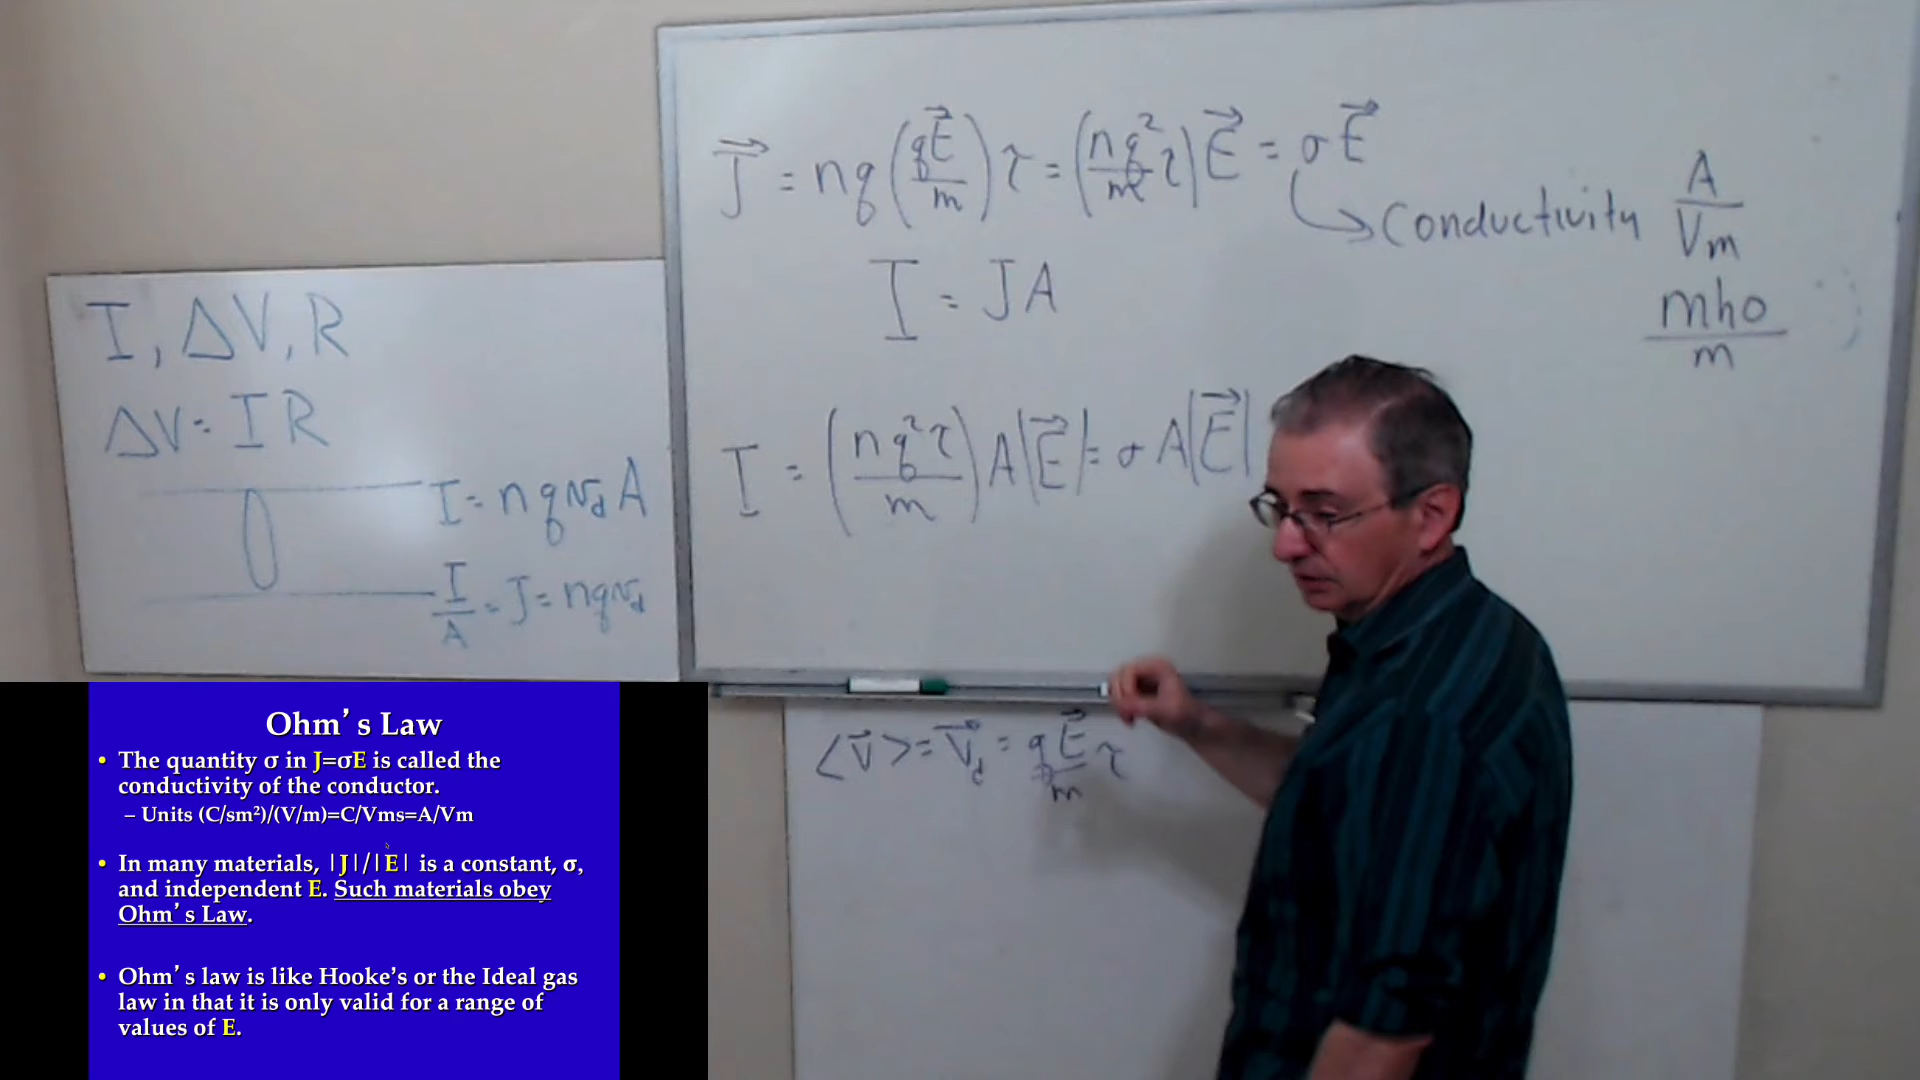 I, ΔV, R
ΔV = IR
I = nqv_d A
I/A = J = nqv_d
J⃗ = nq(qE⃗/m)τ = (nq²/m τ)E⃗ = σE⃗
Conductivity A/Vm
mho/m
I = JA
I = (nq²τ/m)A|E⃗| = σA|E⃗|
<v⃗> = v⃗_d = qE⃗/m τ
Ohm's Law
• The quantity σ in J=σE is called the
conductivity of the conductor.
– Units (C/sm²)/(V/m)=C/Vms=A/Vm
• In many materials, |J|/|E| is a constant, σ,
and independent E. Such materials obey
Ohm's Law.
• Ohm's law is like Hooke's or the Ideal gas
law in that it is only valid for a range of
values of E.